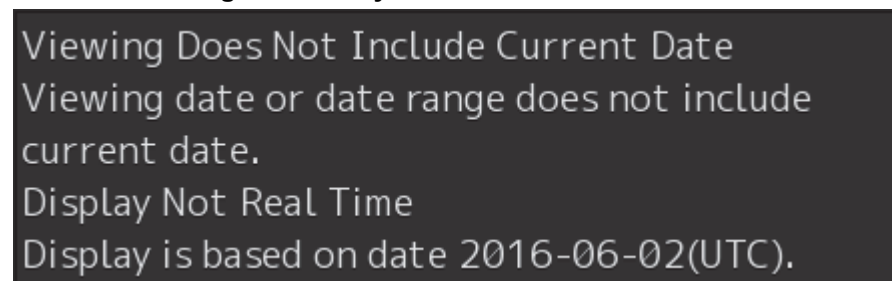 Viewing Does Not Include Current Date
Viewing date or date range does not include
current date.
Display Not Real Time
Display is based on date 2016-06-02(UTC).